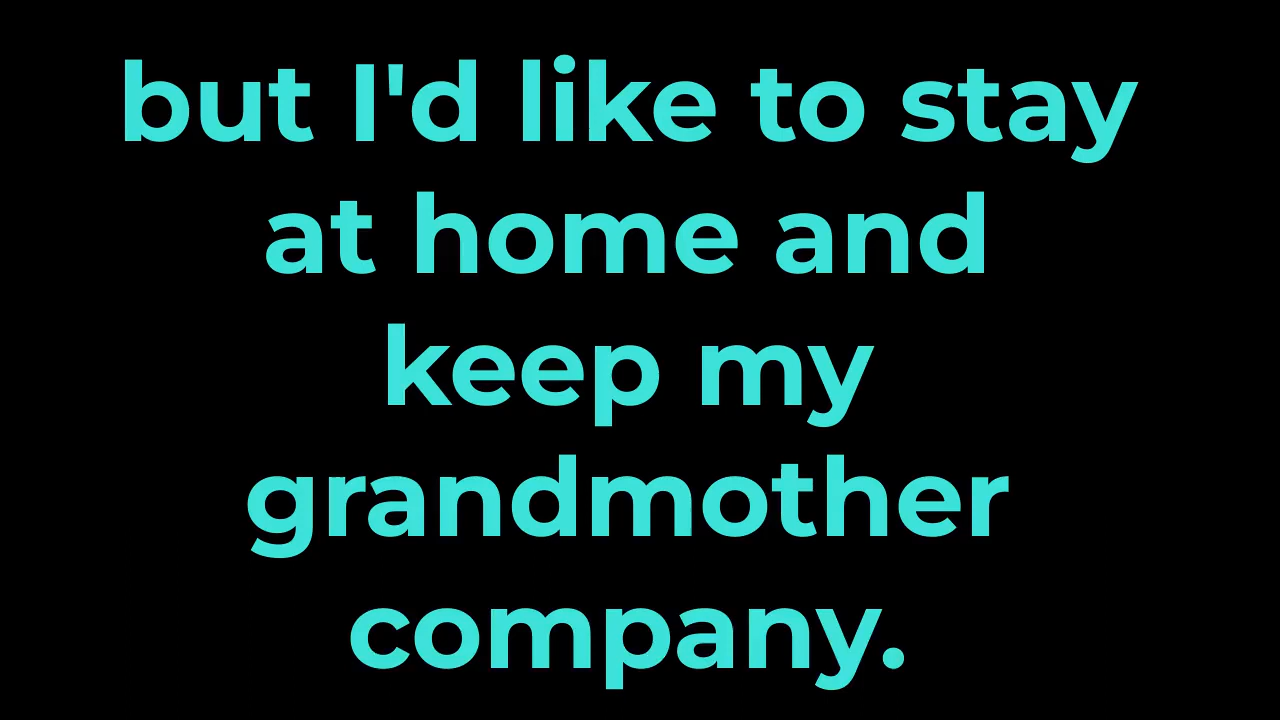 but I'd like to stay
at home and
keep my
grandmother
company.